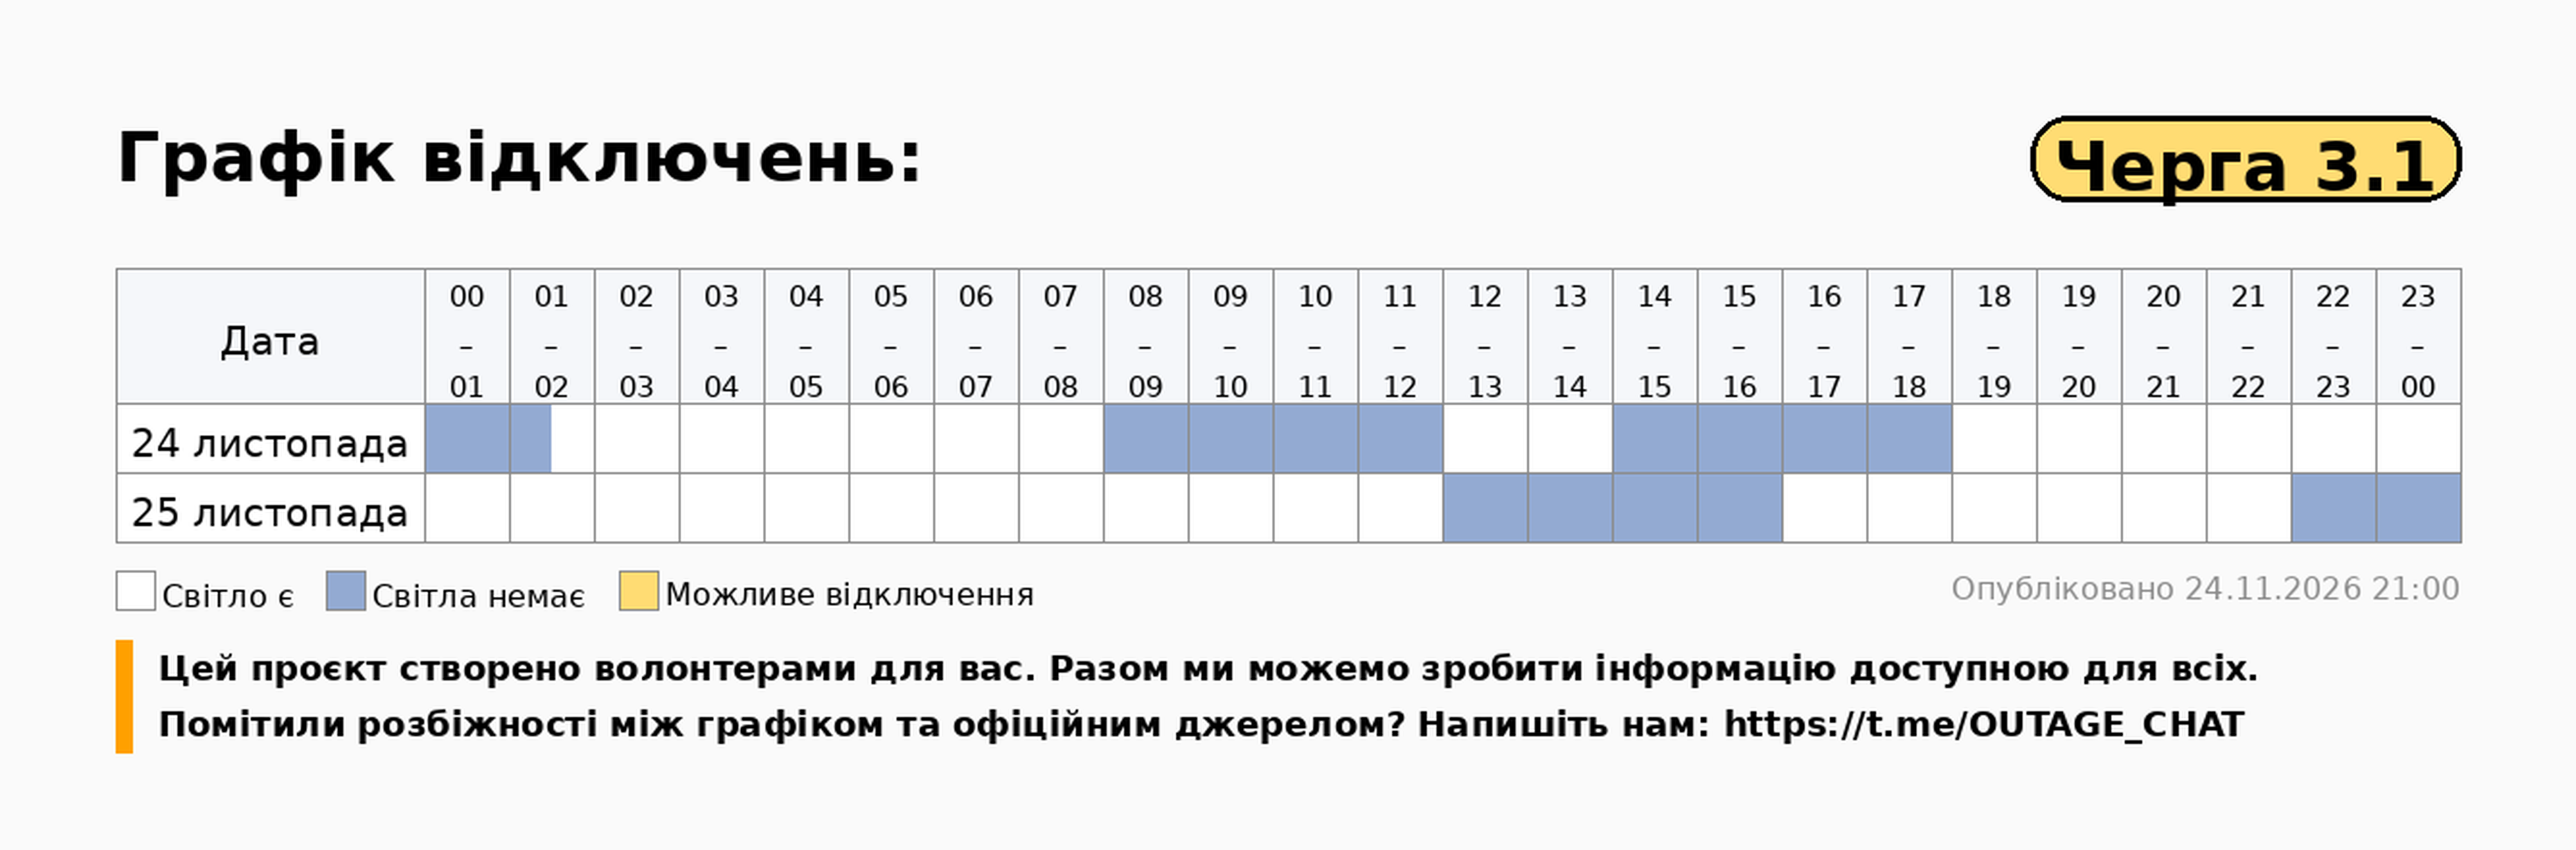 Графік відключень:
Черга 3.1
Дата 00 – 01 01 – 02 02 – 03 03 – 04 04 – 05 05 – 06 06 – 07 07 – 08 08 – 09 09 – 10 10 – 11 11 – 12 12 – 13 13 – 14 14 – 15 15 – 16 16 – 17 17 – 18 18 – 19 19 – 20 20 – 21 21 – 22 22 – 23 23 – 00
24 листопада
25 листопада
Світло є Світла немає Можливе відключення
Опубліковано 24.11.2026 21:00
Цей проєкт створено волонтерами для вас. Разом ми можемо зробити інформацію доступною для всіх.
Помітили розбіжності між графіком та офіційним джерелом? Напишіть нам: https://t.me/OUTAGE_CHAT